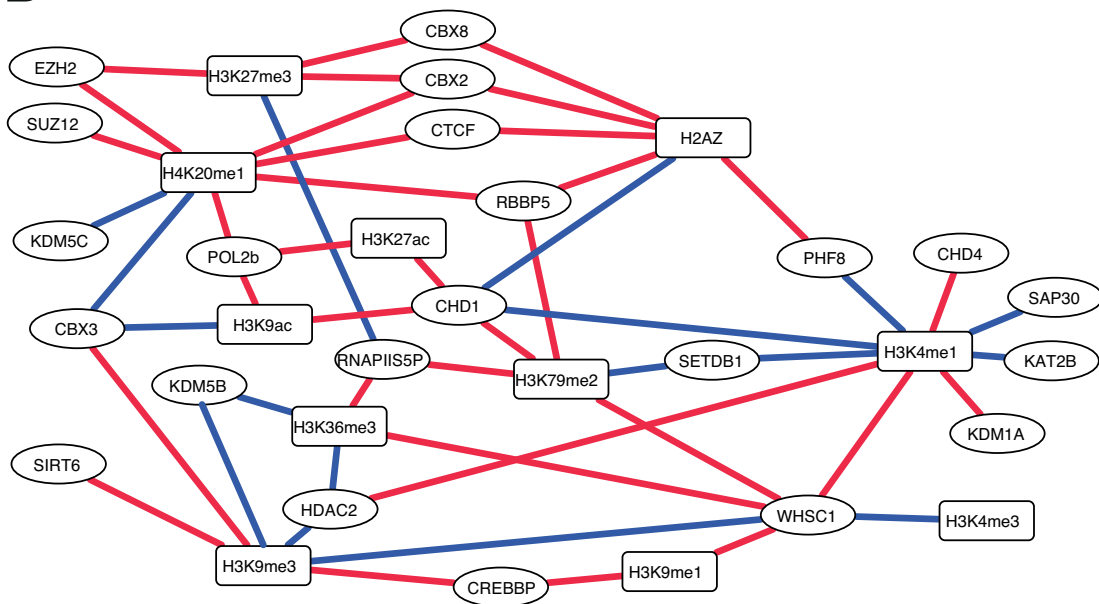 CBX8
EZH2
H3K27me3
CBX2
SUZ12
CTCF
H2AZ
H4K20me1
RBBP5
KDM5C
H3K27ac
POL2b
PHF8
CHD4
SAP30
CHD1
CBX3
H3K9ac
RNAPIIS5P
SETDB1
H3K4me1
KAT2B
H3K79me2
KDM5B
H3K36me3
KDM1A
SIRT6
HDAC2
WHSC1
H3K4me3
H3K9me3
H3K9me1
CREBBP